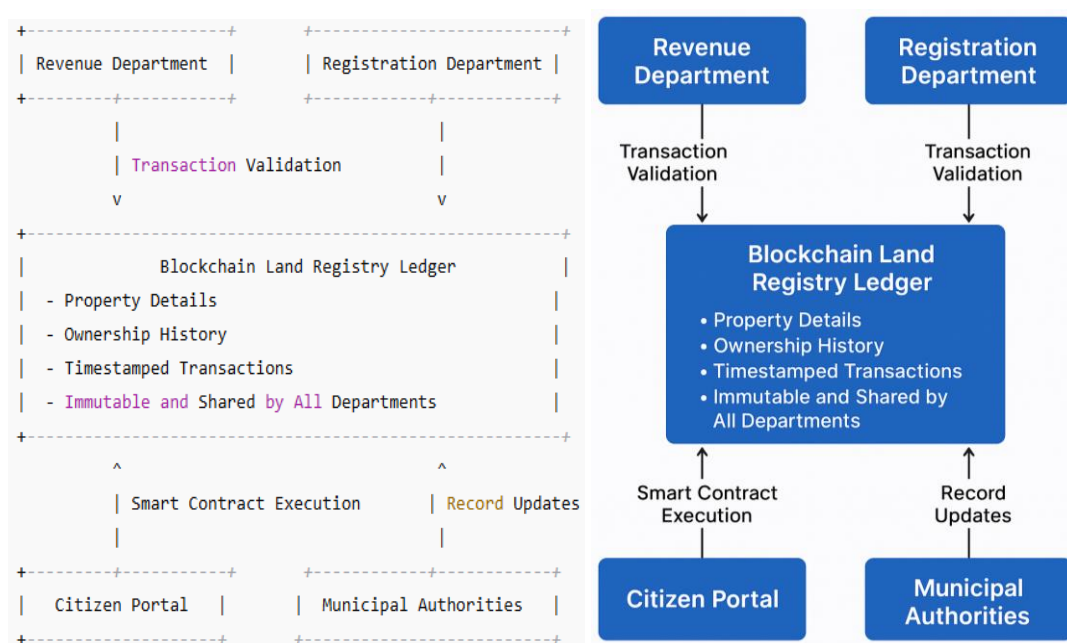 +----------------------+ +---------------------------+
| Revenue Department | | Registration Department |
+---------+------------+ +-------------+-------------+
| |
| Transaction Validation |
v v
+-----------------------------------------------------------+
| Blockchain Land Registry Ledger |
| - Property Details |
| - Ownership History |
| - Timestamped Transactions |
| - Immutable and Shared by All Departments |
+-----------------------------------------------------------+
^ ^
| Smart Contract Execution | Record Updates
| |
+---------+------------+ +-------------+-------------+
| Citizen Portal | | Municipal Authorities |
+---------------------+ +---------------------------+
Revenue
Department
Registration
Department
Transaction
Validation
Transaction
Validation
Blockchain Land
Registry Ledger
• Property Details
• Ownership History
• Timestamped Transactions
• Immutable and Shared by
All Departments
Smart Contract
Execution
Record
Updates
Citizen Portal
Municipal
Authorities